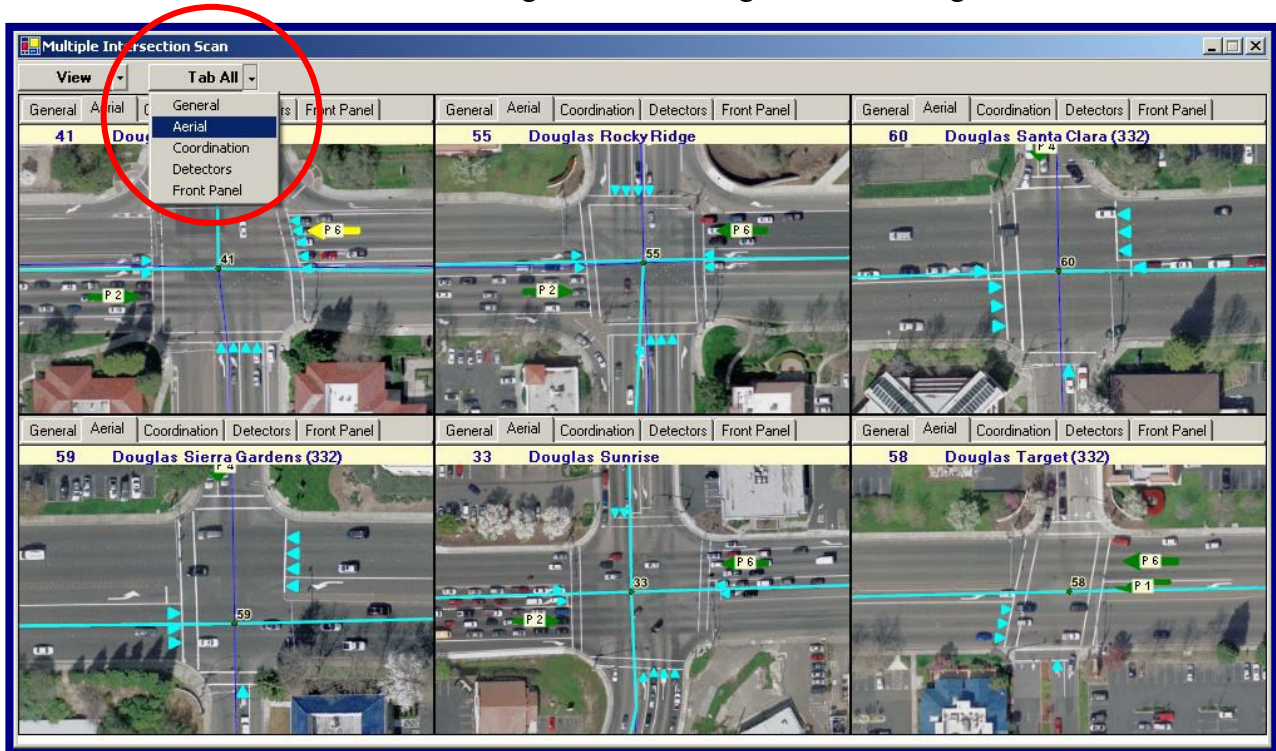 Multiple Intersection Scan
View Tab All
General Aerial Front Panel
General Aerial Coordination Detectors Front Panel
General Aerial Coordination Detectors Front Panel
General
Aerial
Coordination
Detectors
Front Panel
41
55 Douglas Rocky Ridge
60 Douglas Santa Clara (332)
P 4
P 6
41
P 2
P 6
55
P 2
60
General Aerial Coordination Detectors Front Panel
General Aerial Coordination Detectors Front Panel
General Aerial Coordination Detectors Front Panel
59 Douglas Sierra Gardens (332)
33 Douglas Sunrise
58 Douglas Target (332)
P 4
59
P 6
33
P 2
P 6
58
P 1